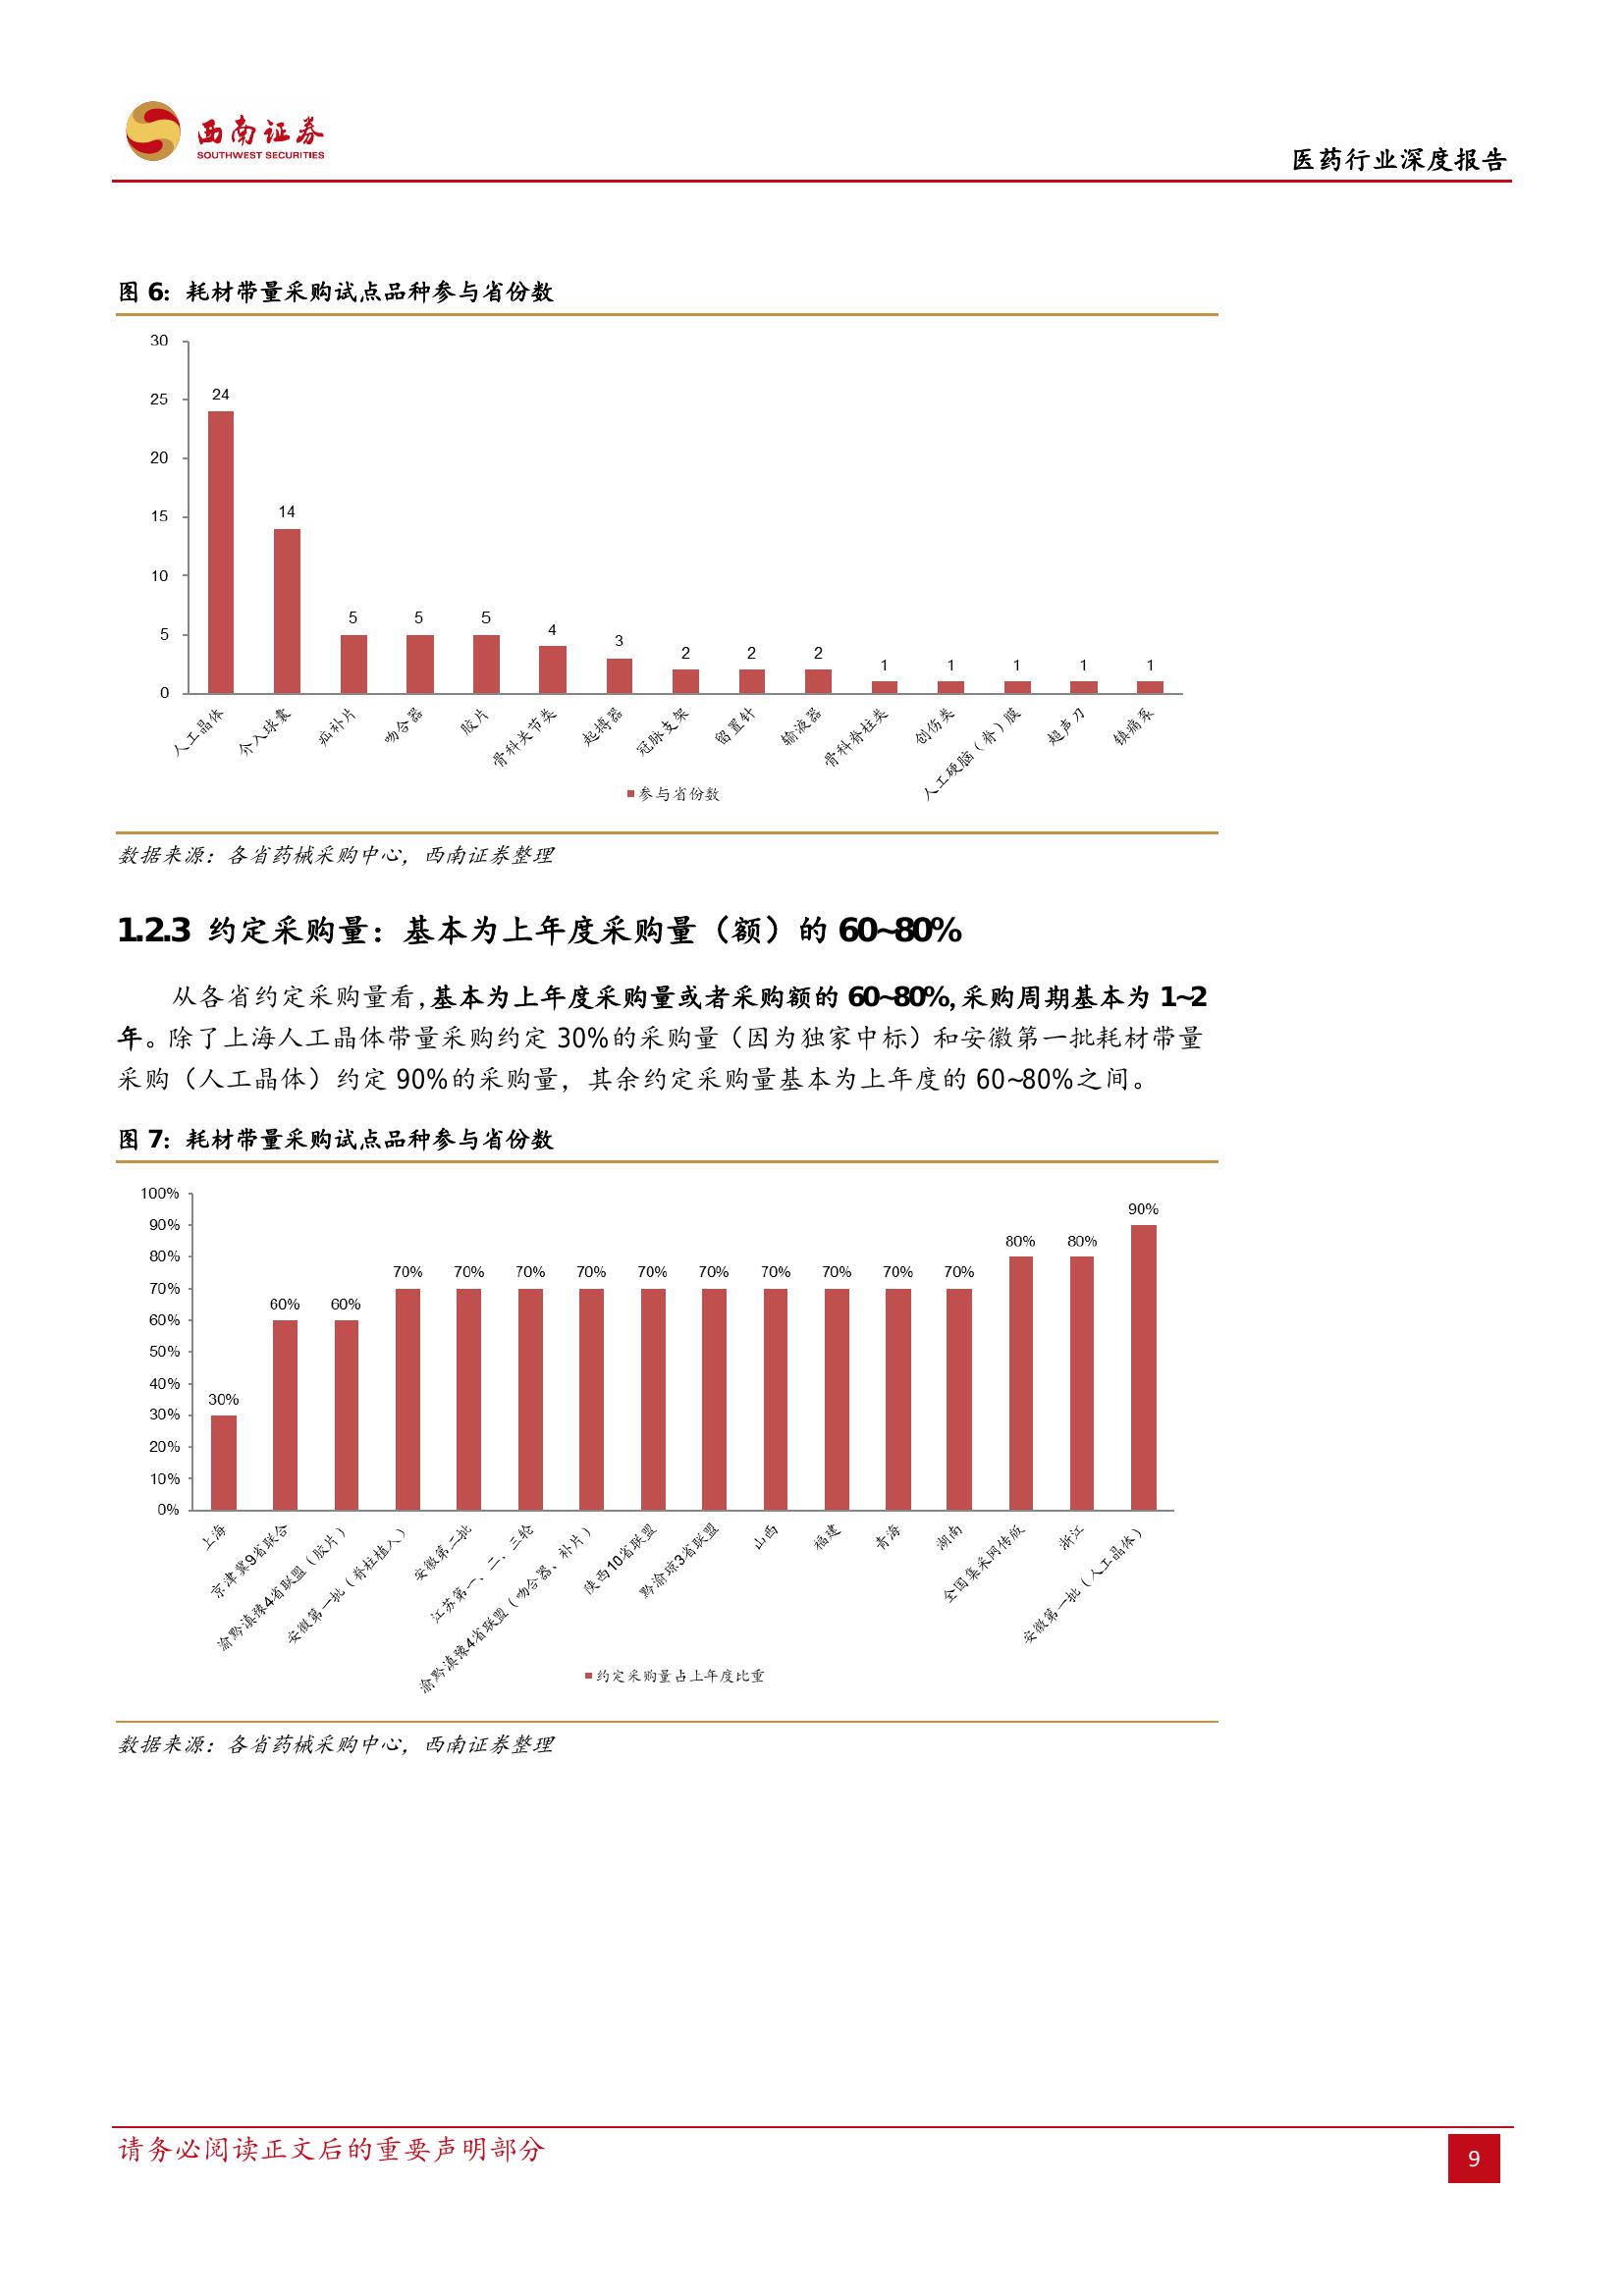 西南证券
SOUTHWEST SECURITIES
医药行业深度报告
图 6：耗材带量采购试点品种参与省份数
30
25
20
15
10
5
0
24
14
5
5
5
4
3
2
2
2
1
1
1
1
1
人工晶体
介入球囊
疝补片
吻合器
胶片
骨科关节类
起搏器
冠脉支架
留置针
输液器
骨科脊柱类
创伤类
人工硬脑（脊）膜
超声刀
镇痛泵
参与省份数
数据来源：各省药械采购中心，西南证券整理
1.2.3 约定采购量：基本为上年度采购量（额）的 60~80%
从各省约定采购量看，基本为上年度采购量或者采购额的 60~80%，采购周期基本为 1~2
年。除了上海人工晶体带量采购约定 30%的采购量（因为独家中标）和安徽第一批耗材带量
采购（人工晶体）约定 90%的采购量，其余约定采购量基本为上年度的 60~80%之间。
图 7：耗材带量采购试点品种参与省份数
100%
90%
80%
70%
60%
50%
40%
30%
20%
10%
0%
30%
60%
60%
70%
70%
70%
70%
70%
70%
70%
70%
70%
70%
80%
80%
90%
上海
京津冀9省联合
渝黔滇豫4省联盟（胶片）
安徽第一批（脊柱植入）
安徽第二批
江苏第一、二、三轮
渝黔滇豫4省联盟（吻合器、补片）
陕西10省联盟
黔渝琼3省联盟
山西
福建
青海
湖南
全国集采网传版
浙江
安徽第一批（人工晶体）
约定采购量占上年度比重
数据来源：各省药械采购中心，西南证券整理
请务必阅读正文后的重要声明部分
9